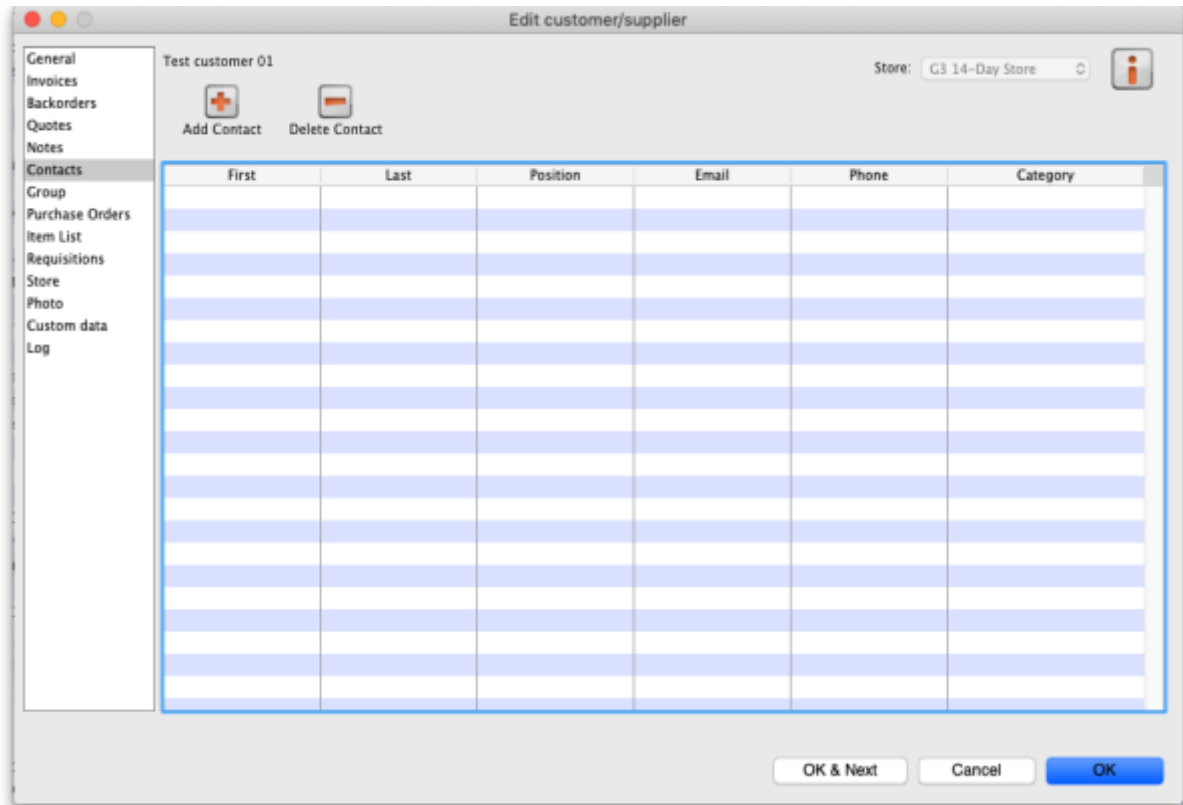 Edit customer/supplier
General
Invoices
Backorders
Quotes
Notes
Contacts
Group
Purchase Orders
Item List
Requisitions
Store
Photo
Custom data
Log
Test customer 01
Store: G3 14-Day Store
Add Contact Delete Contact
First Last Position Email Phone Category
OK & Next Cancel OK